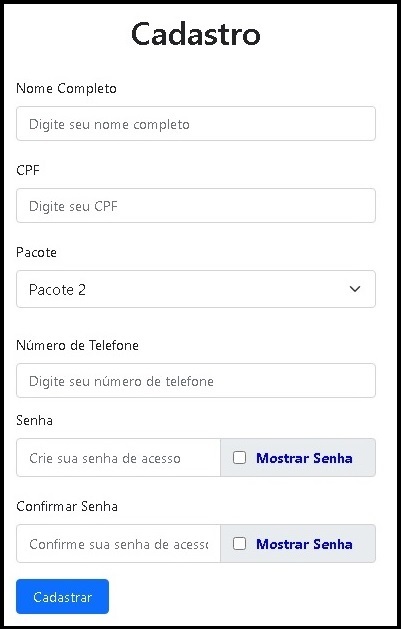 Cadastro
Nome Completo
Digite seu nome completo
CPF
Digite seu CPF
Pacote
Pacote 2
Número de Telefone
Digite seu número de telefone
Senha
Crie sua senha de acesso Mostrar Senha
Confirmar Senha
Confirme sua senha de acesso Mostrar Senha
Cadastrar